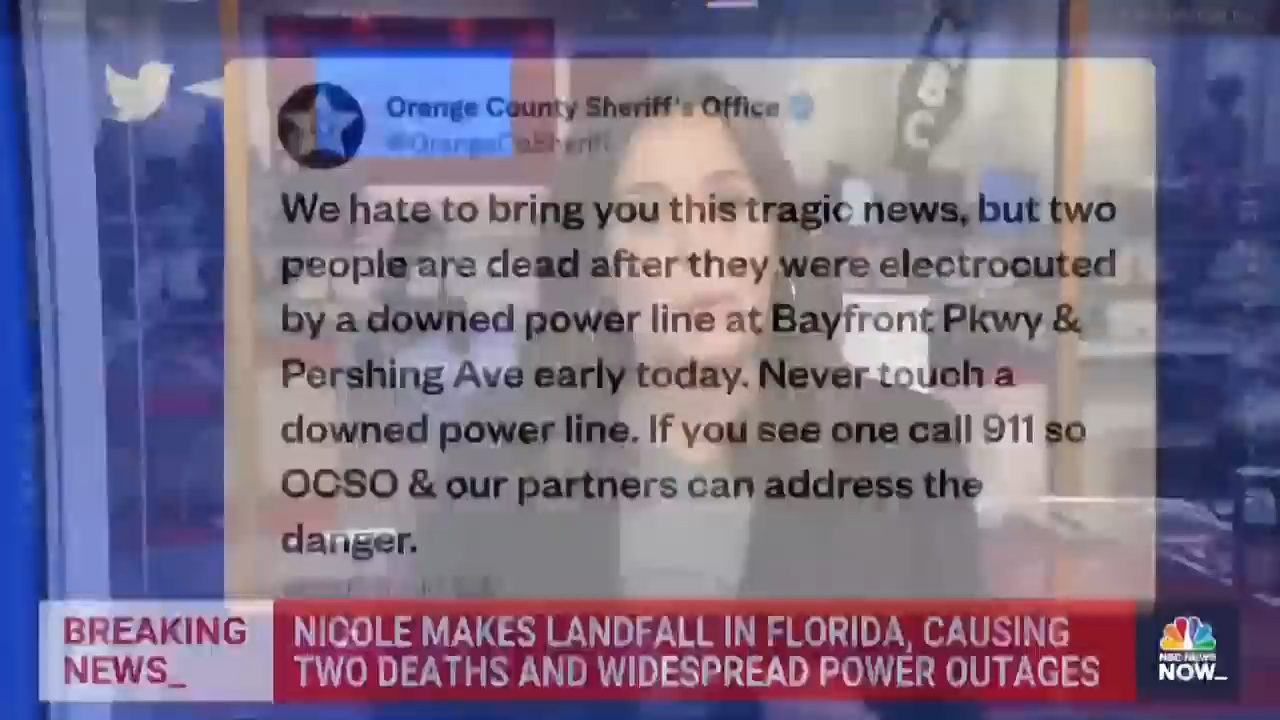 Orange County Sheriff's Office
We hate to bring you this tragic news, but two
people are dead after they were electrocuted
by a downed power line at Bayfront Pkwy &
Pershing Ave early today. Never touch a
downed power line. If you see one call 911 so
OCSO & our partners can address the
danger.
BREAKING
NEWS_
NICOLE MAKES LANDFALL IN FLORIDA, CAUSING
TWO DEATHS AND WIDESPREAD POWER OUTAGES
NBC NEWS
NOW_